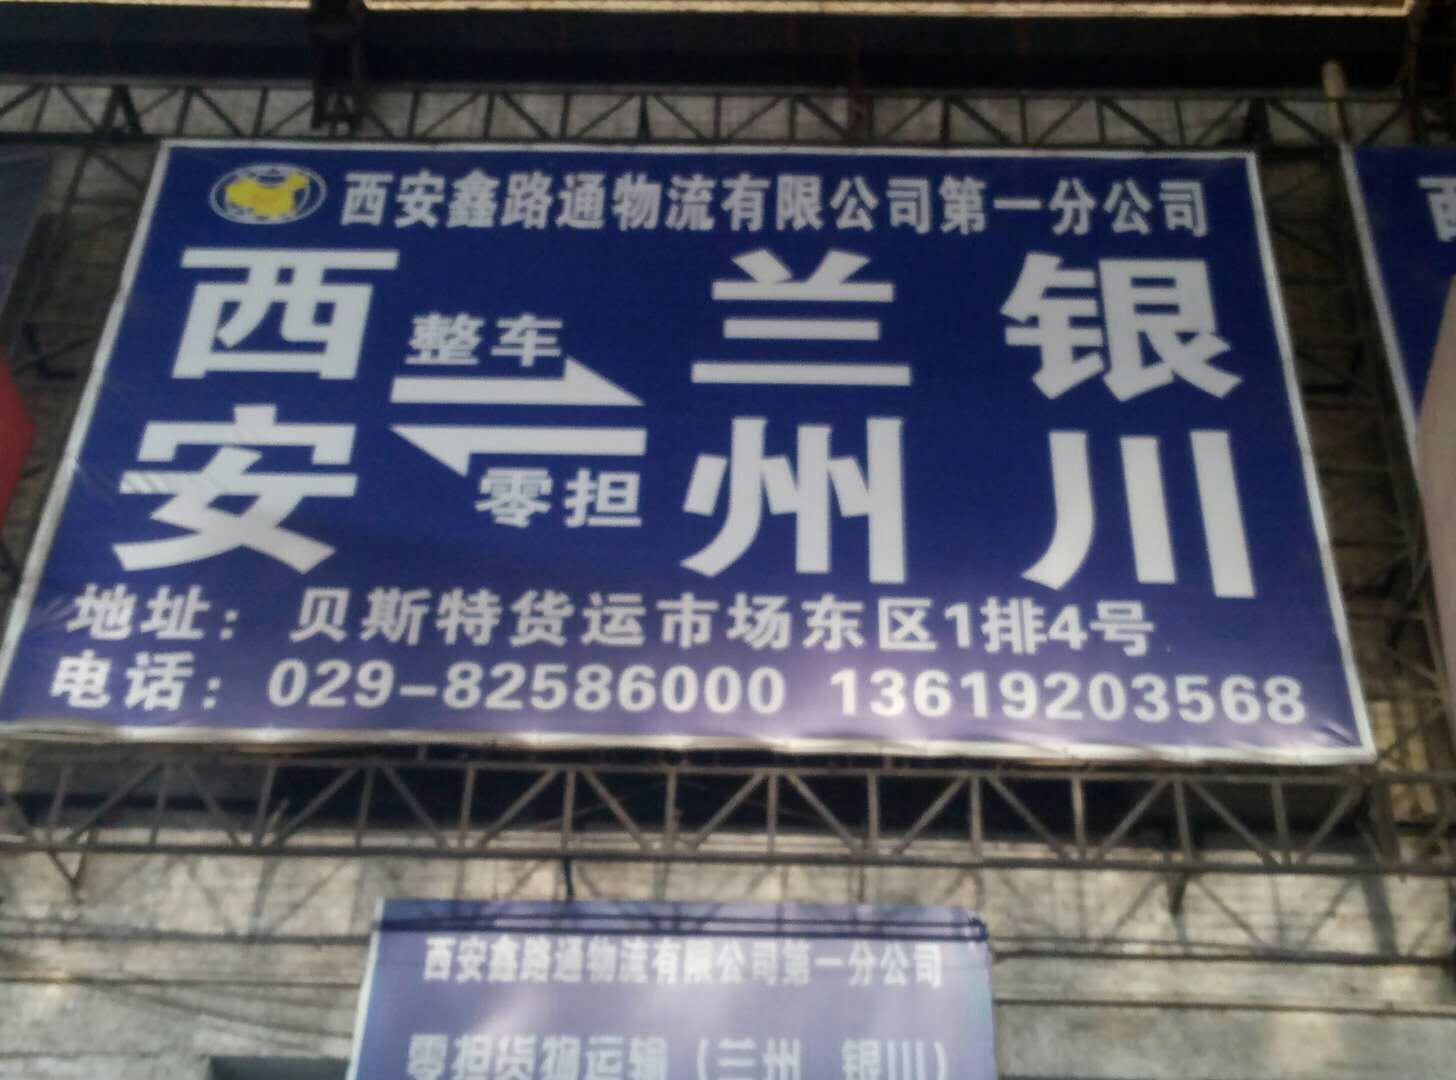 西安鑫路通物流有限公司第一分公司
西安 整车 兰州 银川
零担
地址：贝斯特货运市场东区1排4号
电话：029-82586000 13619203568
西安鑫路通物流有限公司第一分公司
零担货物运输（兰州 银川）